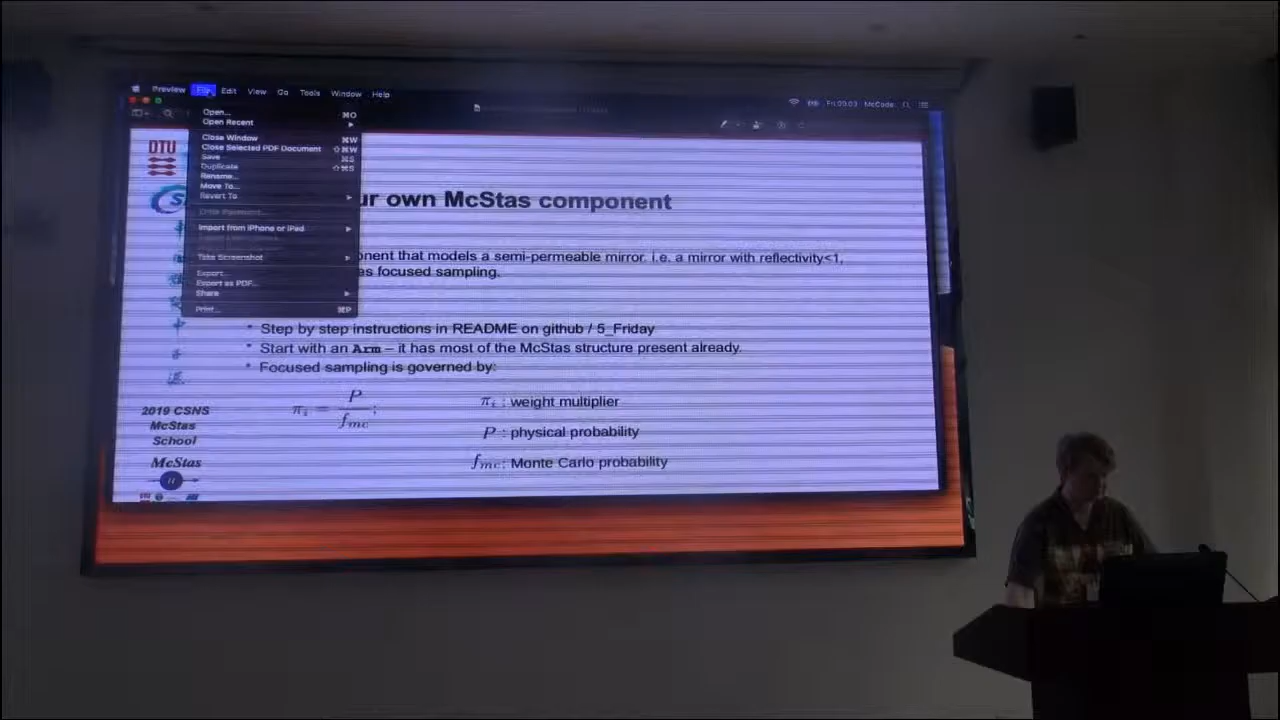 Preview File Edit View Go Tools Window Help
Fri 00:03 McCode
Open... ⌘O
Open Recent
Close Window ⌘W
Close Selected PDF Document ⇧⌘W
Save ⌘S
Duplicate ⇧⌘S
Rename...
Move To...
Revert To
Import from iPhone or iPad
Take Screenshot
Export...
Export as PDF...
Share
Print... ⌘P
DTU
ur own McStas component
nent that models a semi-permeable mirror. i.e. a mirror with reflectivity<1,
es focused sampling.
* Step by step instructions in README on github / 5_Friday
* Start with an Arm – it has most of the McStas structure present already.
* Focused sampling is governed by:
π_i = P / f_mc ;
π_i : weight multiplier
P : physical probability
f_mc : Monte Carlo probability
2019 CSNS
McStas
School
McStas